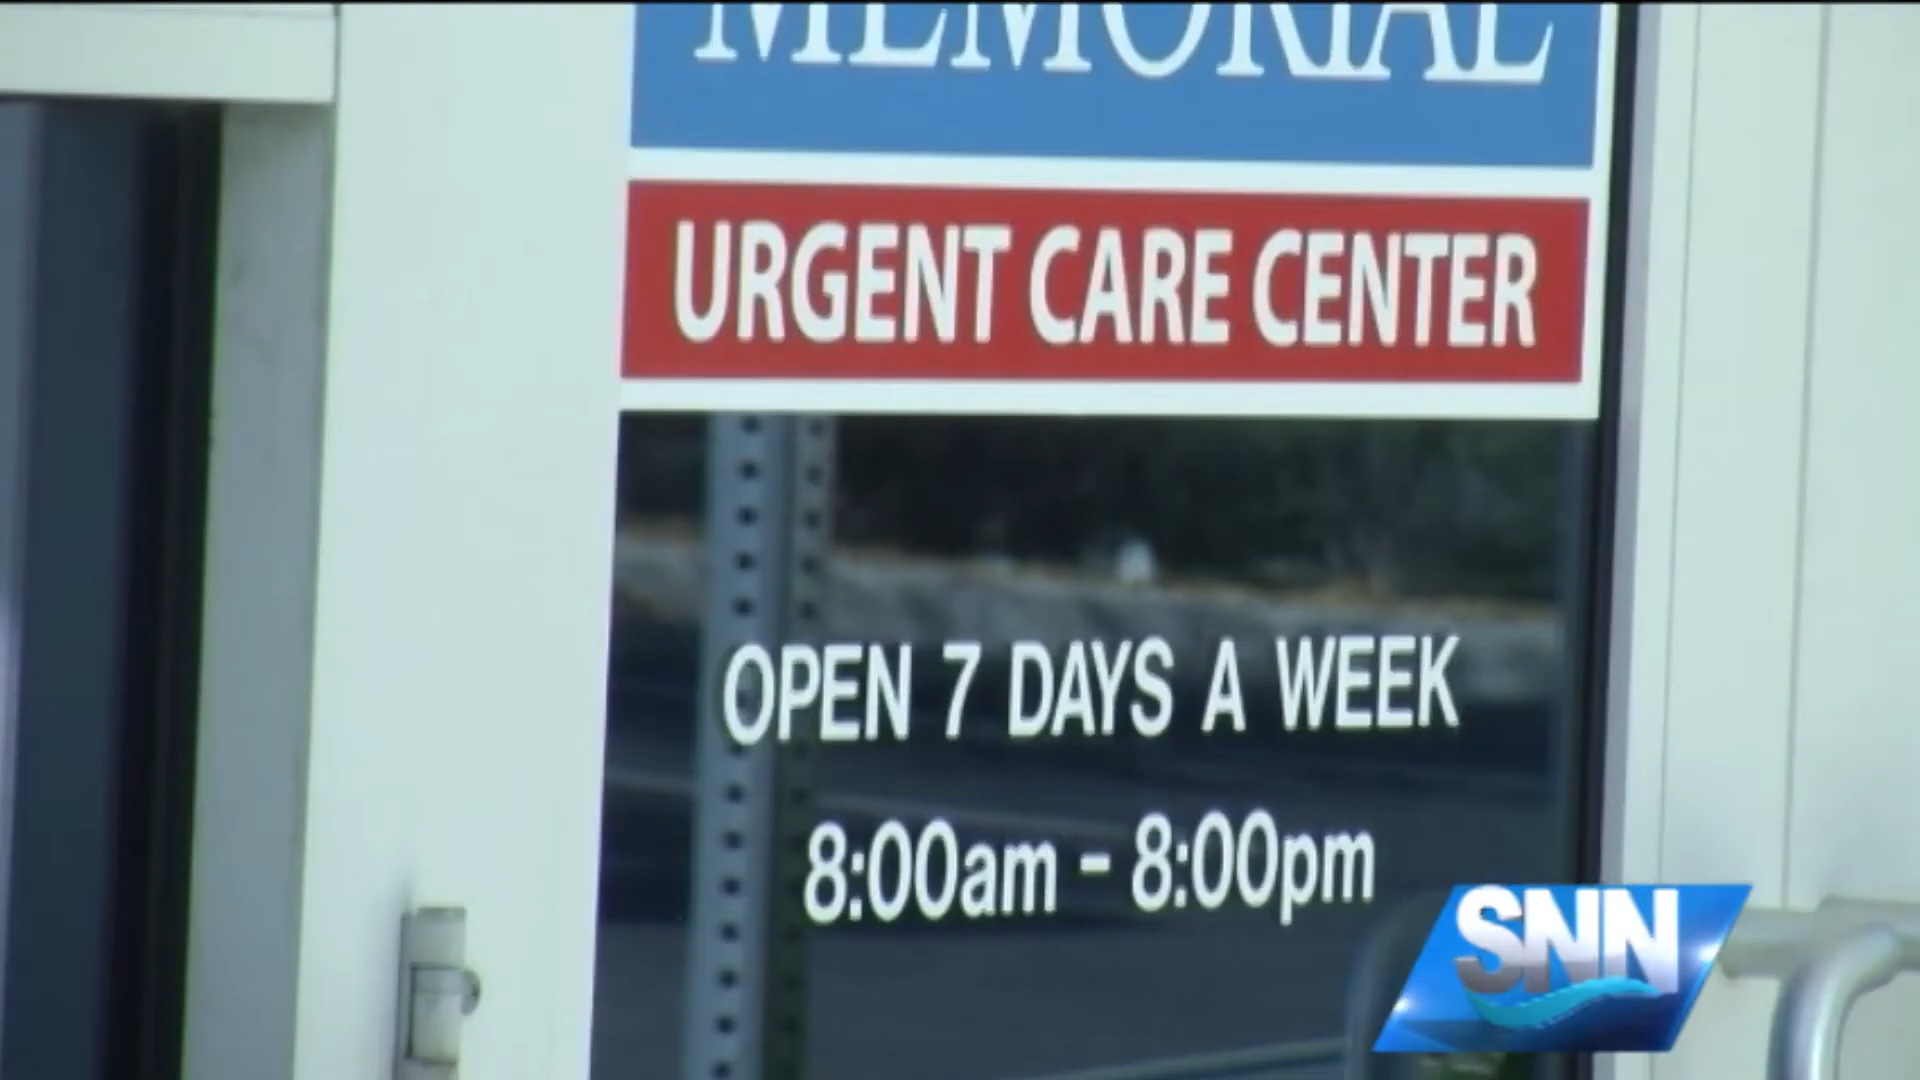 MEMORIAL
URGENT CARE CENTER
OPEN 7 DAYS A WEEK
8:00am - 8:00pm
SNN